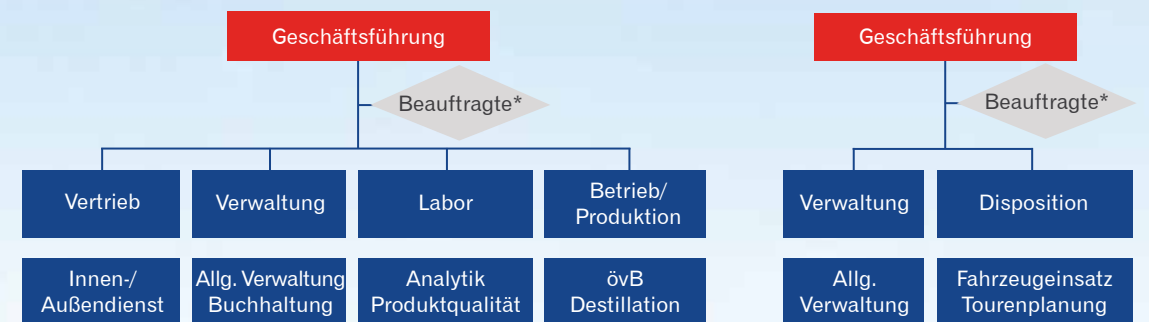 Geschäftsführung
Beauftragte*
Vertrieb
Verwaltung
Labor
Betrieb/
Produktion
Innen-/
Außendienst
Allg. Verwaltung
Buchhaltung
Analytik
Produktqualität
övB
Destillation
Geschäftsführung
Beauftragte*
Verwaltung
Disposition
Allg.
Verwaltung
Fahrzeugeinsatz
Tourenplanung